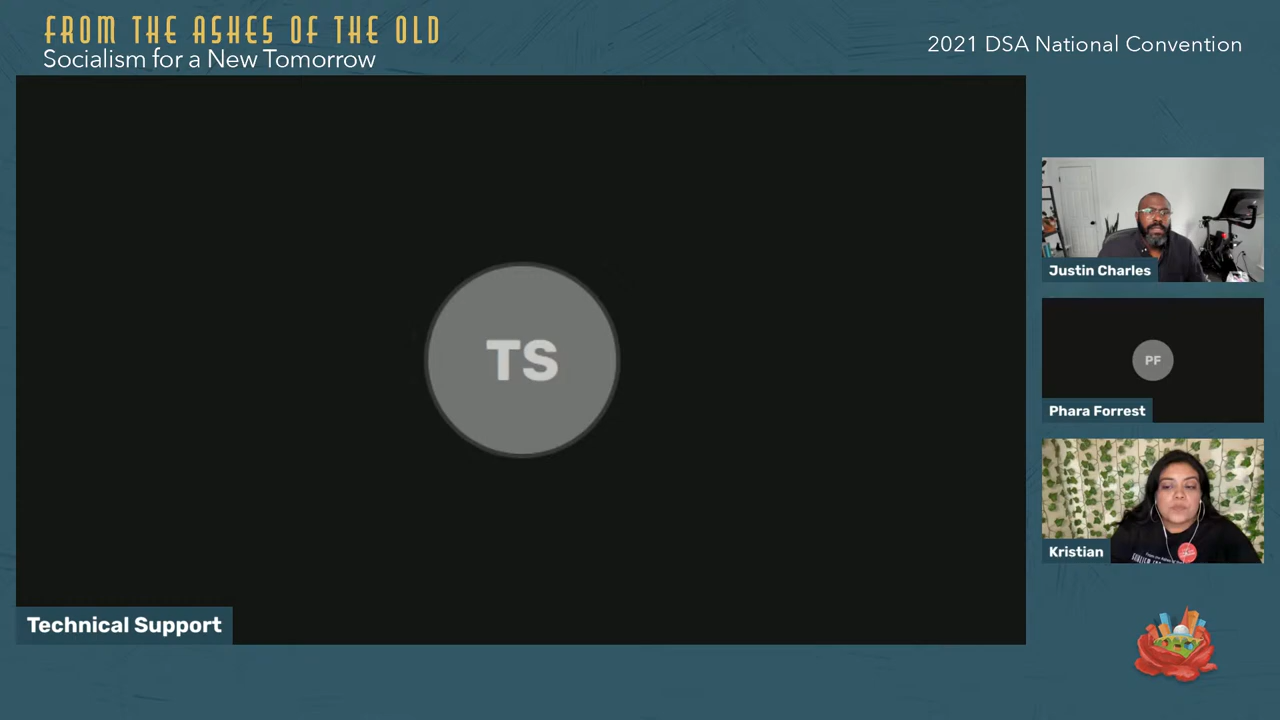 FROM THE ASHES OF THE OLD
Socialism for a New Tomorrow
2021 DSA National Convention
TS
Technical Support
Justin Charles
PF
Phara Forrest
Kristian